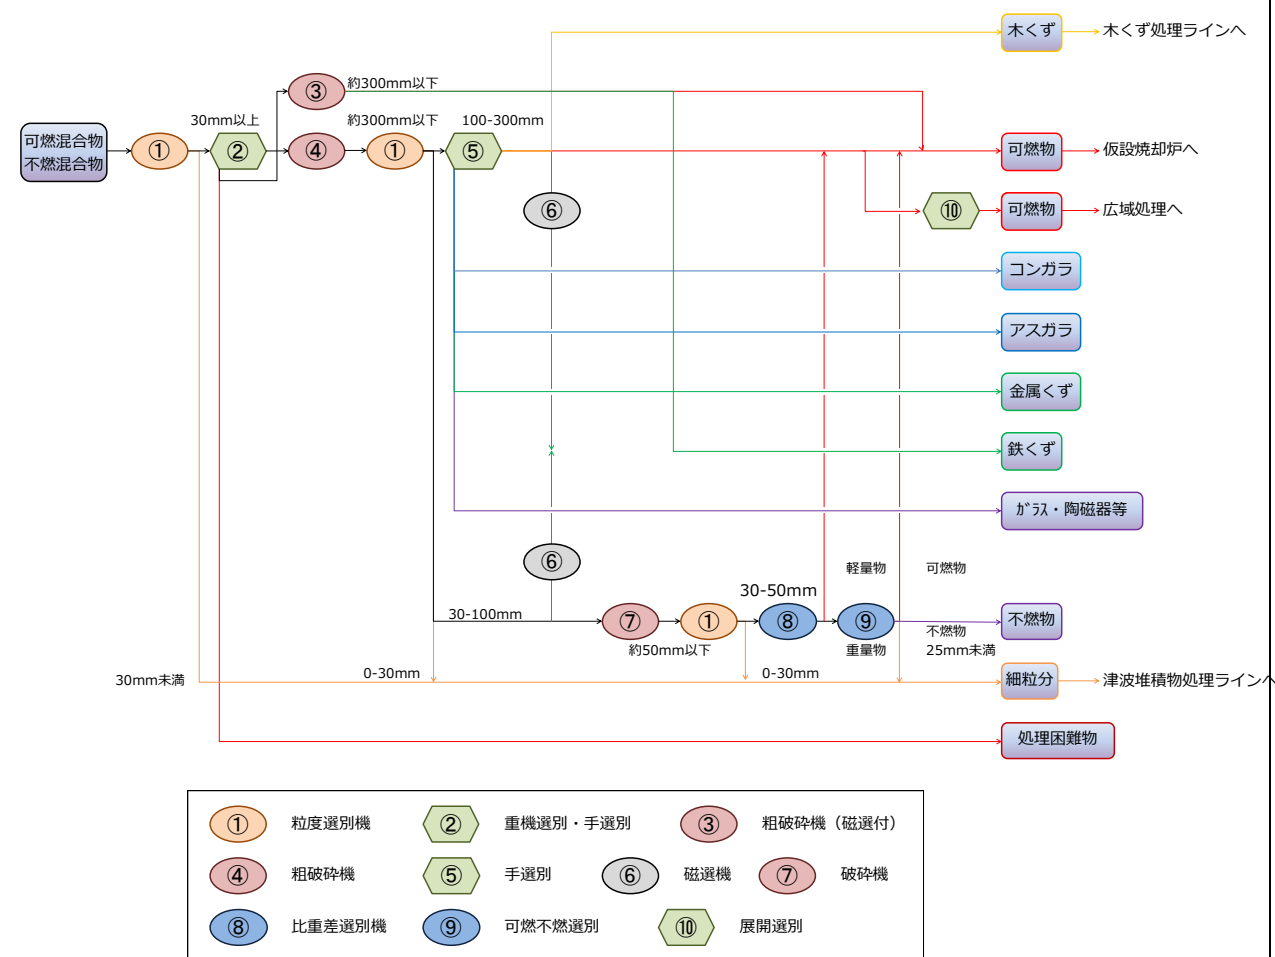 木くず
木くず処理ラインへ
③
約300mm以下
30mm以上
約300mm以下
100-300mm
可燃混合物
不燃混合物
①
②
④
①
⑤
可燃物
仮設焼却炉へ
⑥
⑩
可燃物
広域処理へ
コンガラ
アスガラ
金属くず
鉄くず
ｶﾞﾗｽ・陶磁器等
⑥
軽量物
可燃物
30-50mm
30-100mm
⑦
①
⑧
⑨
不燃物
約50mm以下
重量物
不燃物
25mm未満
30mm未満
0-30mm
0-30mm
細粒分
津波堆積物処理ラインへ
処理困難物
① 粒度選別機
② 重機選別・手選別
③ 粗破砕機（磁選付）
④ 粗破砕機
⑤ 手選別
⑥ 磁選機
⑦ 破砕機
⑧ 比重差選別機
⑨ 可燃不燃選別
⑩ 展開選別